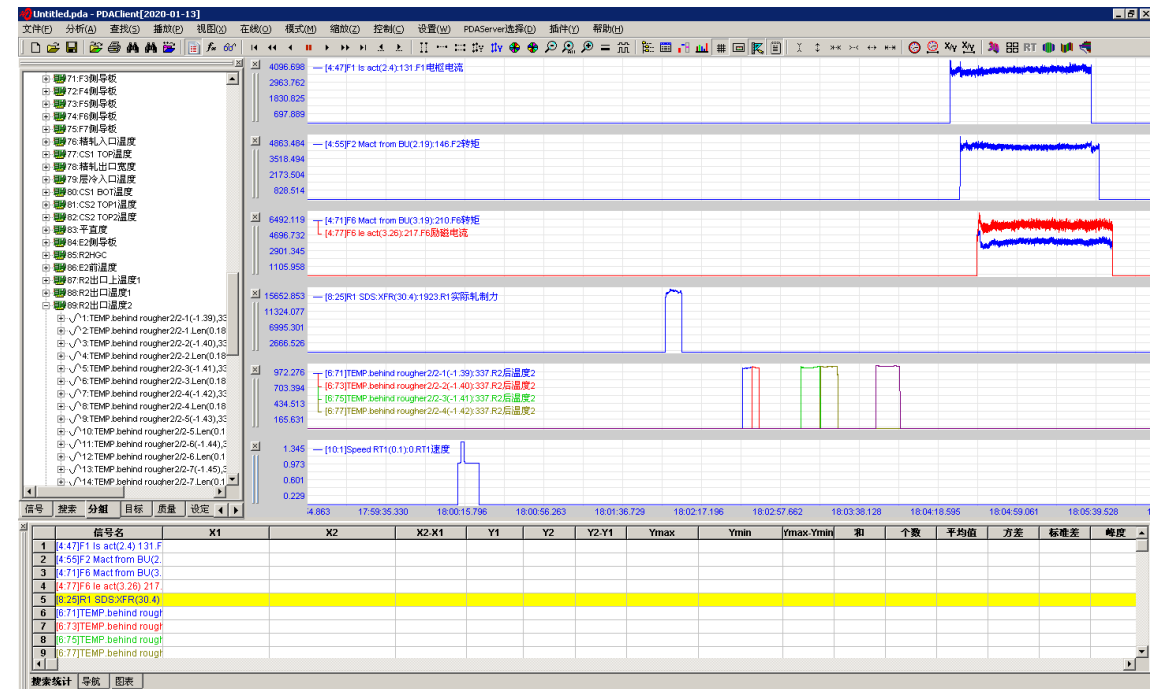 Untitled.pda - PDAClient[2020-01-13]
文件(F) 分析(A) 查找(S) 播放(P) 视图(X) 在线(O) 模式(M) 缩放(Z) 控制(C) 设置(W) PDAServer选择(D) 插件(Y) 帮助(H)
71:F3侧导板
72:F4侧导板
73:F5侧导板
74:F6侧导板
75:F7侧导板
76:精轧入口温度
77:CS1 TOP温度
78:精轧出口宽度
79:层冷入口温度
80:CS1 BOT温度
81:CS2 TOP1温度
82:CS2 TOP2温度
83:平直度
84:E2侧导板
85:R2HGC
86:E2前温度
87:R2出口上温度1
88:R2出口温度1
89:R2出口温度2
1:TEMP.behind rougher2/2-1(-1.39),33
2:TEMP.behind rougher2/2-1.Len(0.18
3:TEMP.behind rougher2/2-2(-1.40),33
4:TEMP.behind rougher2/2-2.Len(0.18
5:TEMP.behind rougher2/2-3(-1.41),33
6:TEMP.behind rougher2/2-3.Len(0.18
7:TEMP.behind rougher2/2-4(-1.42),33
8:TEMP.behind rougher2/2-4.Len(0.18
9:TEMP.behind rougher2/2-5(-1.43),33
10:TEMP.behind rougher2/2-5.Len(0.1
11:TEMP.behind rougher2/2-6(-1.44),3
12:TEMP.behind rougher2/2-6.Len(0.1
13:TEMP.behind rougher2/2-7(-1.45),3
14:TEMP.behind rougher2/2-7.Len(0.1
信号 搜索 分组 目标 质量 设定
RT
4096.698 [4:47]F1 Is act(2.4):131.F1电枢电流
2963.762
1830.825
697.889
4863.484 [4:55]F2 Mact from BU(2.19):146.F2转矩
3518.494
2173.504
828.514
6492.119 [4:71]F6 Mact from BU(3.19):210.F6转矩
4696.732 [4:77]F6 Ie act(3.26):217.F6励磁电流
2901.345
1105.958
15652.853 [8:25]R1 SDS:XFR(30.4):1923.R1实际轧制力
11324.077
6995.301
2666.526
972.276 [6:71]TEMP.behind rougher2/2-1(-1.39):337.R2后温度2
703.394 [6:73]TEMP.behind rougher2/2-2(-1.40):337.R2后温度2
434.513 [6:75]TEMP.behind rougher2/2-3(-1.41):337.R2后温度2
165.631 [6:77]TEMP.behind rougher2/2-4(-1.42):337.R2后温度2
1.345 [10:1]Speed RT1(0.1):0.RT1速度
0.973
0.601
0.229
4.863 17:59:35.330 18:00:15.796 18:00:56.263 18:01:36.729 18:02:17.196 18:02:57.662 18:03:38.128 18:04:18.595 18:04:59.061 18:05:39.528
信号名 X1 X2 X2-X1 Y1 Y2 Y2-Y1 Ymax Ymin Ymax-Ymin 和 个数 平均值 方差 标准差 峰度
1 [4:47]F1 Is act(2.4) 131.F
2 [4:55]F2 Mact from BU(2.
3 [4:71]F6 Mact from BU(3.
4 [4:77]F6 Ie act(3.26) 217.
5 [8:25]R1 SDS:XFR(30.4)
6 [6:71]TEMP.behind rough
7 [6:73]TEMP.behind rough
8 [6:75]TEMP.behind rough
9 [6:77]TEMP.behind rough
搜索统计 导航 图表